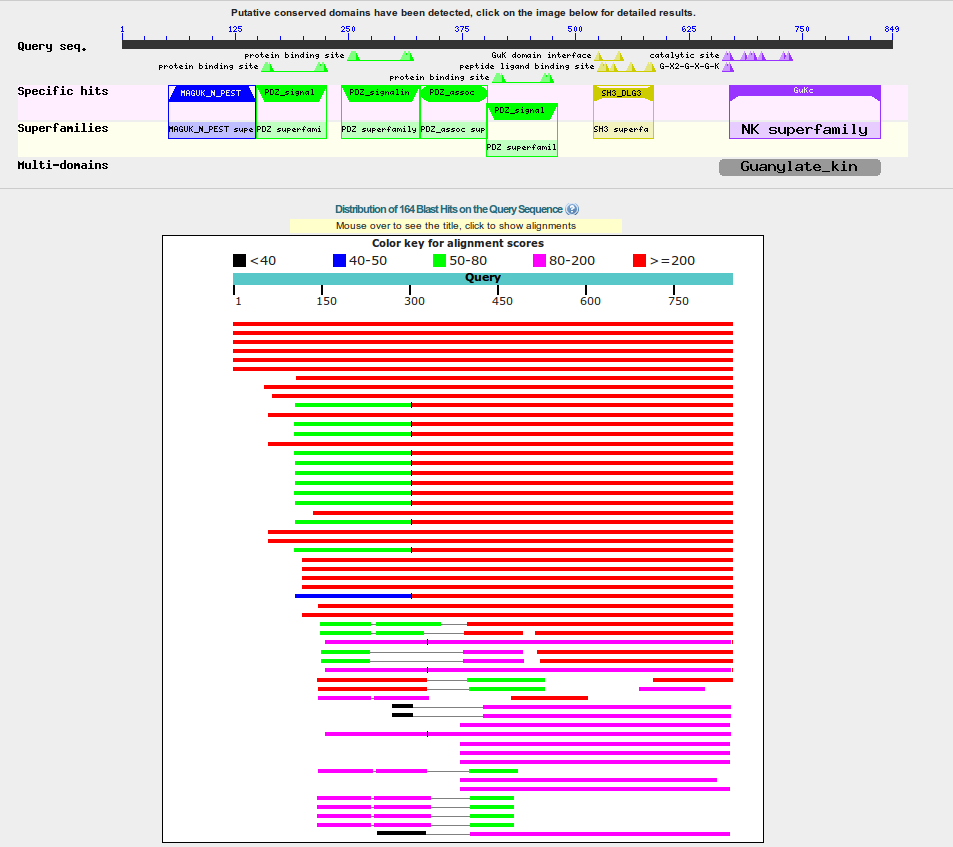 Putative conserved domains have been detected, click on the image below for detailed results.
1 125 250 375 500 625 750 849
Query seq.
protein binding site GuK domain interface catalytic site
protein binding site peptide ligand binding site G-X2-G-X-G-K
protein binding site
Specific hits MAGUK_N_PEST PDZ_signal PDZ_signalin PDZ_assoc SH3_DLG3 GuKc
PDZ_signal
Superfamilies MAGUK_N_PEST supe PDZ superfami PDZ superfamily PDZ_assoc sup SH3 superfa NK superfamily
PDZ superfamil
Multi-domains Guanylate_kin
Distribution of 164 Blast Hits on the Query Sequence ?
Mouse over to see the title, click to show alignments
Color key for alignment scores
<40 40-50 50-80 80-200 >=200
Query
1 150 300 450 600 750